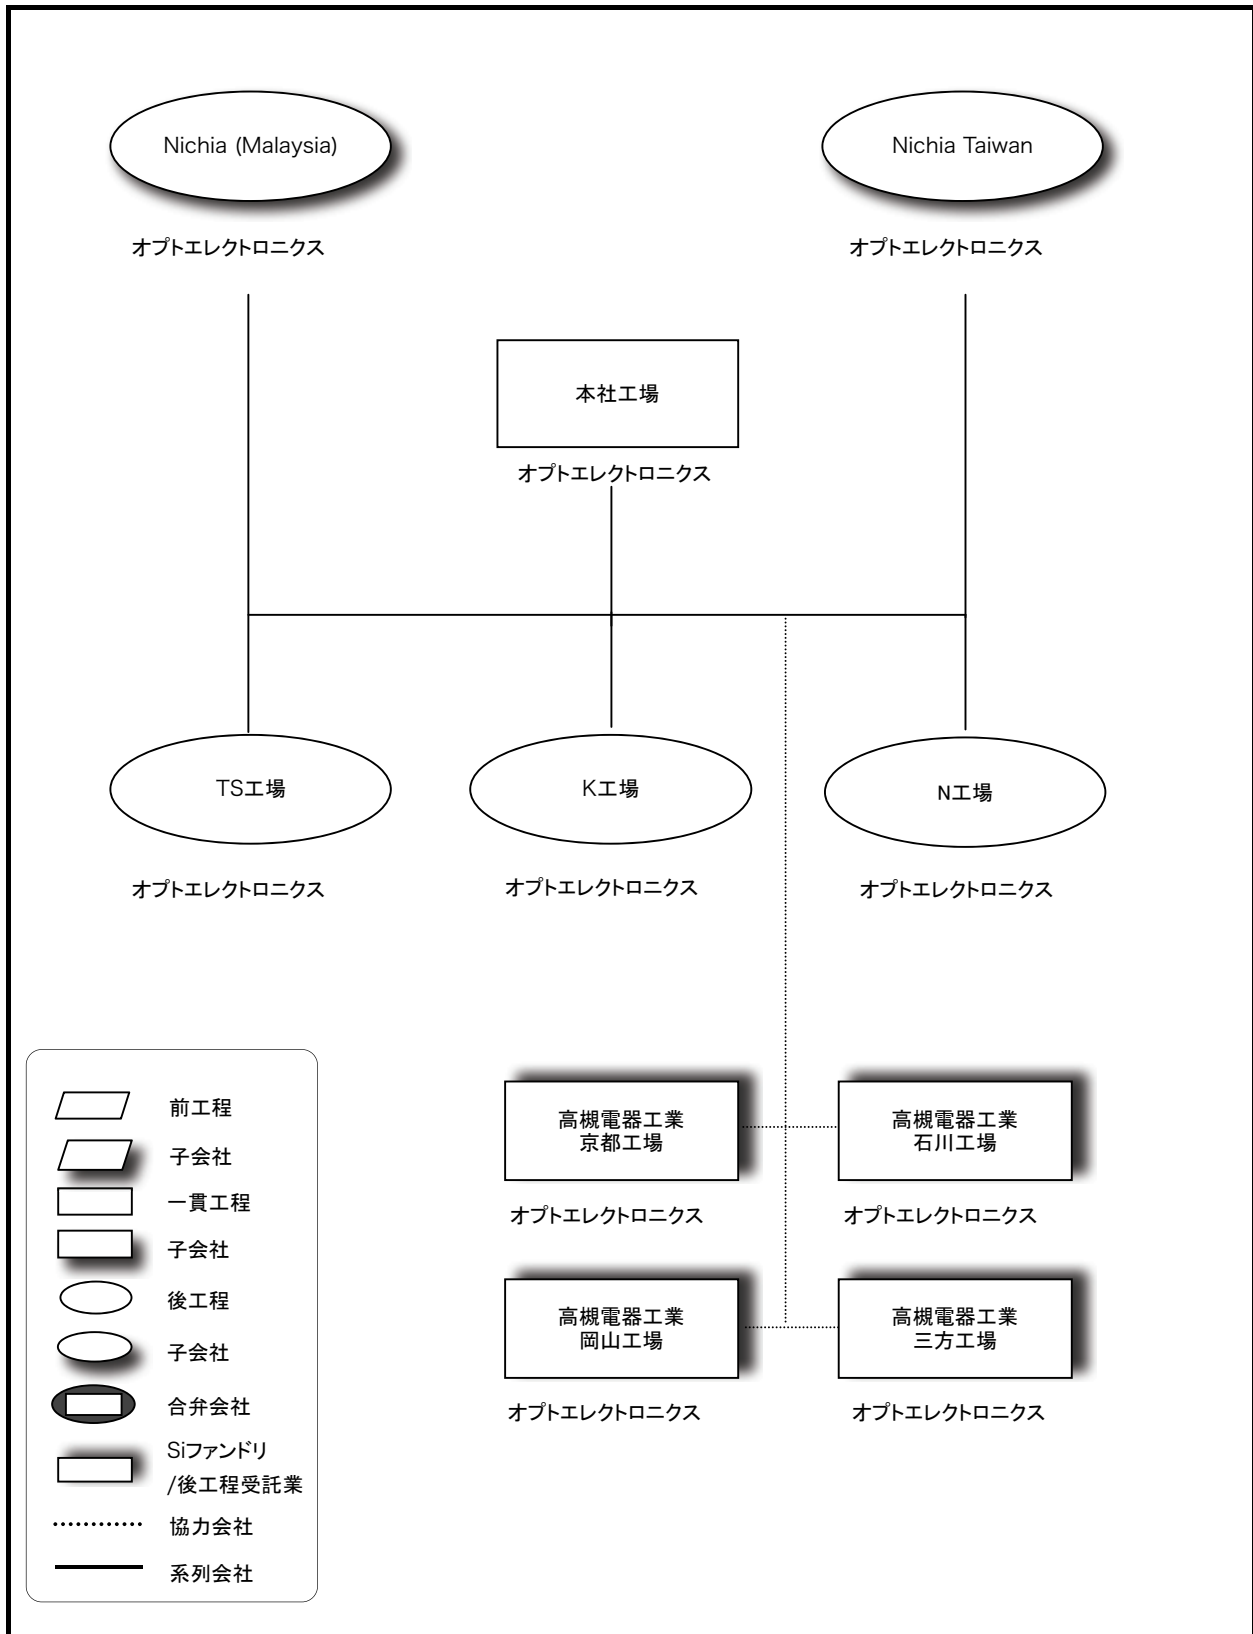 Nichia (Malaysia)
Nichia Taiwan
オプトエレクトロニクス
オプトエレクトロニクス
本社工場
オプトエレクトロニクス
TS工場
K工場
N工場
オプトエレクトロニクス
オプトエレクトロニクス
オプトエレクトロニクス
高槻電器工業
京都工場
高槻電器工業
石川工場
オプトエレクトロニクス
オプトエレクトロニクス
高槻電器工業
岡山工場
高槻電器工業
三方工場
オプトエレクトロニクス
オプトエレクトロニクス
前工程
子会社
一貫工程
子会社
後工程
子会社
合弁会社
Siファンドリ
/後工程受託業
協力会社
系列会社